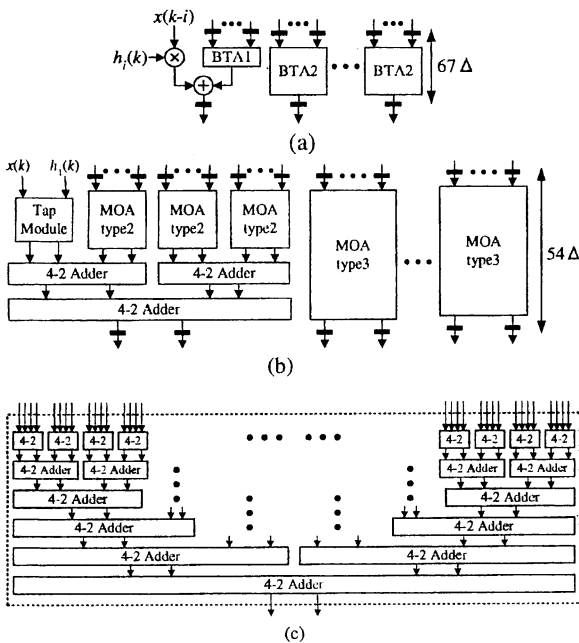 x(k-i)
h_i(k)
×
BTA1
BTA2
BTA2
67 Δ
+
(a)
x(k)
h_1(k)
Tap
Module
MOA
type2
MOA
type2
MOA
type2
MOA
type3
MOA
type3
54 Δ
4-2 Adder
4-2 Adder
4-2 Adder
(b)
4-2
4-2
4-2
4-2
4-2
4-2
4-2
4-2
4-2 Adder
4-2 Adder
4-2 Adder
4-2 Adder
4-2 Adder
4-2 Adder
4-2 Adder
4-2 Adder
4-2 Adder
4-2 Adder
4-2 Adder
(c)